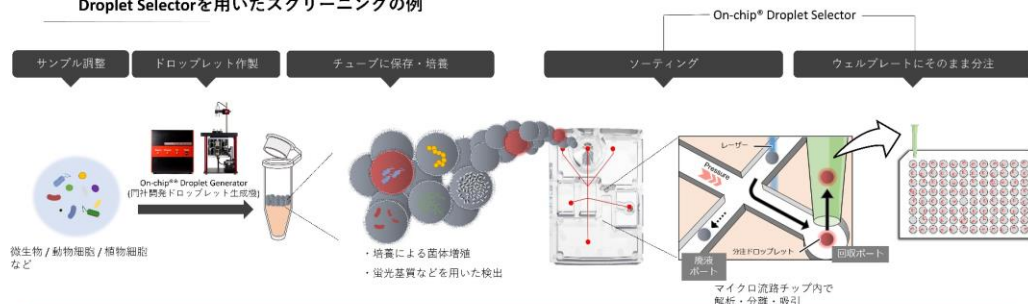 Droplet Selectorを用いたスクリーニングの例
On-chip® Droplet Selector
サンプル調整
ドロップレット作製
チューブに保存・培養
ソーティング
ウェルプレートにそのまま分注
On-chip®® Droplet Generator
微生物 / 動物細胞 / 植物細胞
など
・培養による菌体増殖
・蛍光基質などを用いた検出
レーザー
Pressure
分注ドロップレット
廃液
ポート
回収ポート
マイクロ流路チップ内で
解析・分離・吸引